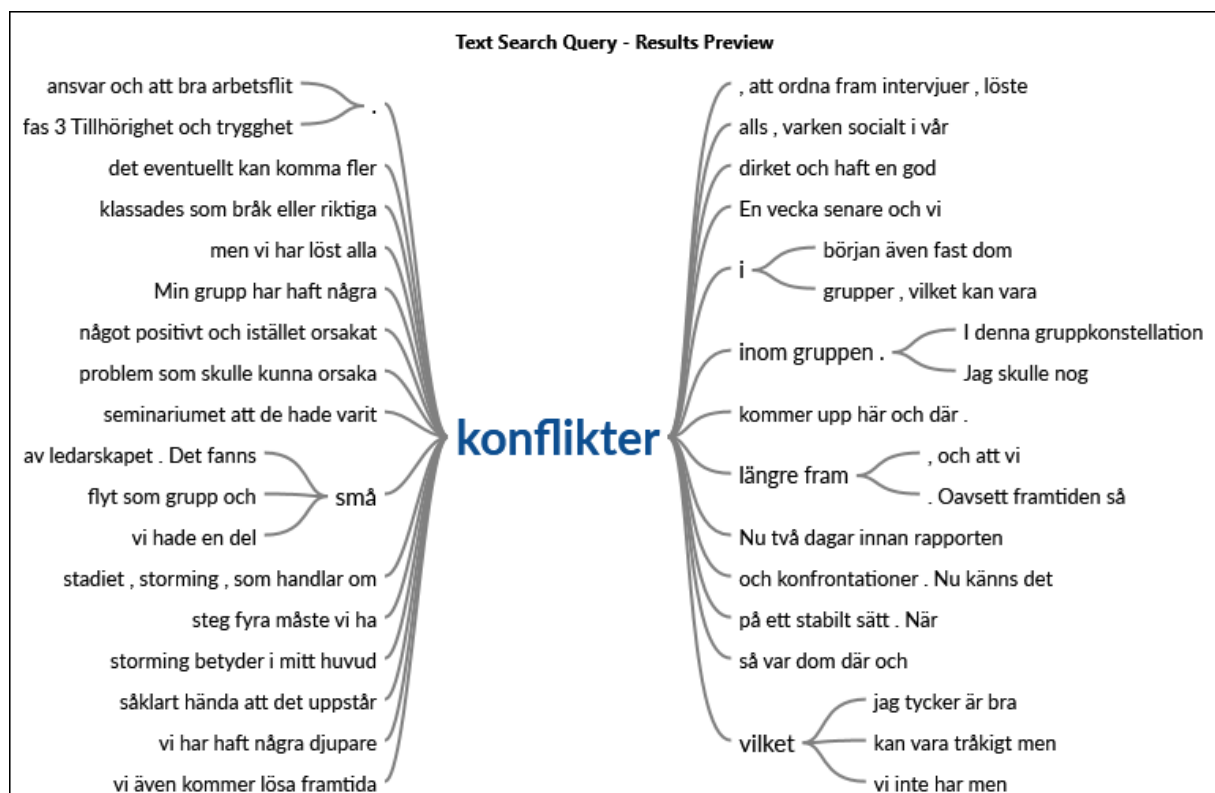 Text Search Query - Results Preview
ansvar och att bra arbetsflit
fas 3 Tillhörighet och trygghet
.
det eventuellt kan komma fler
klassades som bråk eller riktiga
men vi har löst alla
Min grupp har haft några
något positivt och istället orsakat
problem som skulle kunna orsaka
seminariumet att de hade varit
av ledarskapet . Det fanns
flyt som grupp och
vi hade en del
små
stadiet , storming , som handlar om
steg fyra måste vi ha
storming betyder i mitt huvud
såklart hända att det uppstår
vi har haft några djupare
vi även kommer lösa framtida
konflikter
, att ordna fram intervjuer , löste
alls , varken socialt i vår
dirket och haft en god
En vecka senare och vi
i
början även fast dom
grupper , vilket kan vara
inom gruppen .
I denna gruppkonstellation
Jag skulle nog
kommer upp här och där .
längre fram
, och att vi
. Oavsett framtiden så
Nu två dagar innan rapporten
och konfrontationer . Nu känns det
på ett stabilt sätt . När
så var dom där och
vilket
jag tycker är bra
kan vara tråkigt men
vi inte har men